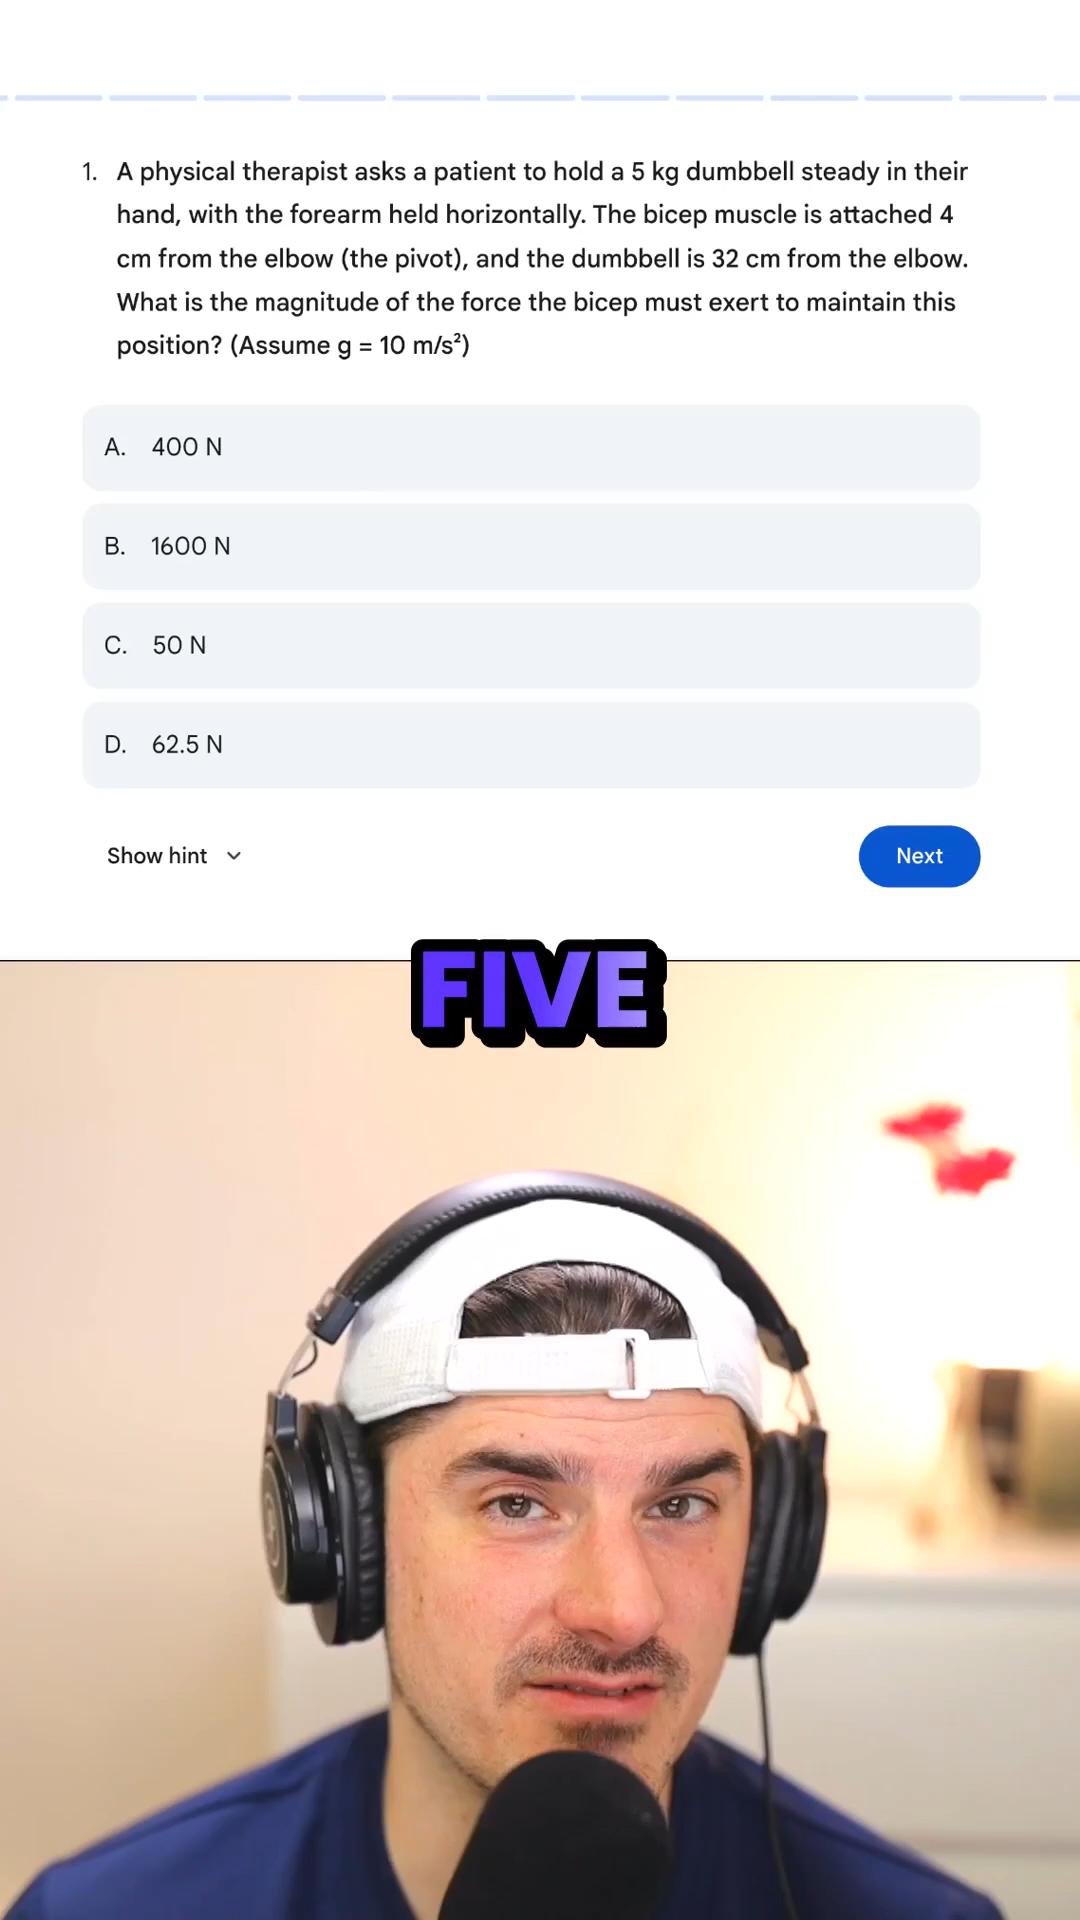 1. A physical therapist asks a patient to hold a 5 kg dumbbell steady in their
hand, with the forearm held horizontally. The bicep muscle is attached 4
cm from the elbow (the pivot), and the dumbbell is 32 cm from the elbow.
What is the magnitude of the force the bicep must exert to maintain this
position? (Assume g = 10 m/s²)
A. 400 N
B. 1600 N
C. 50 N
D. 62.5 N
Show hint
Next
FIVE